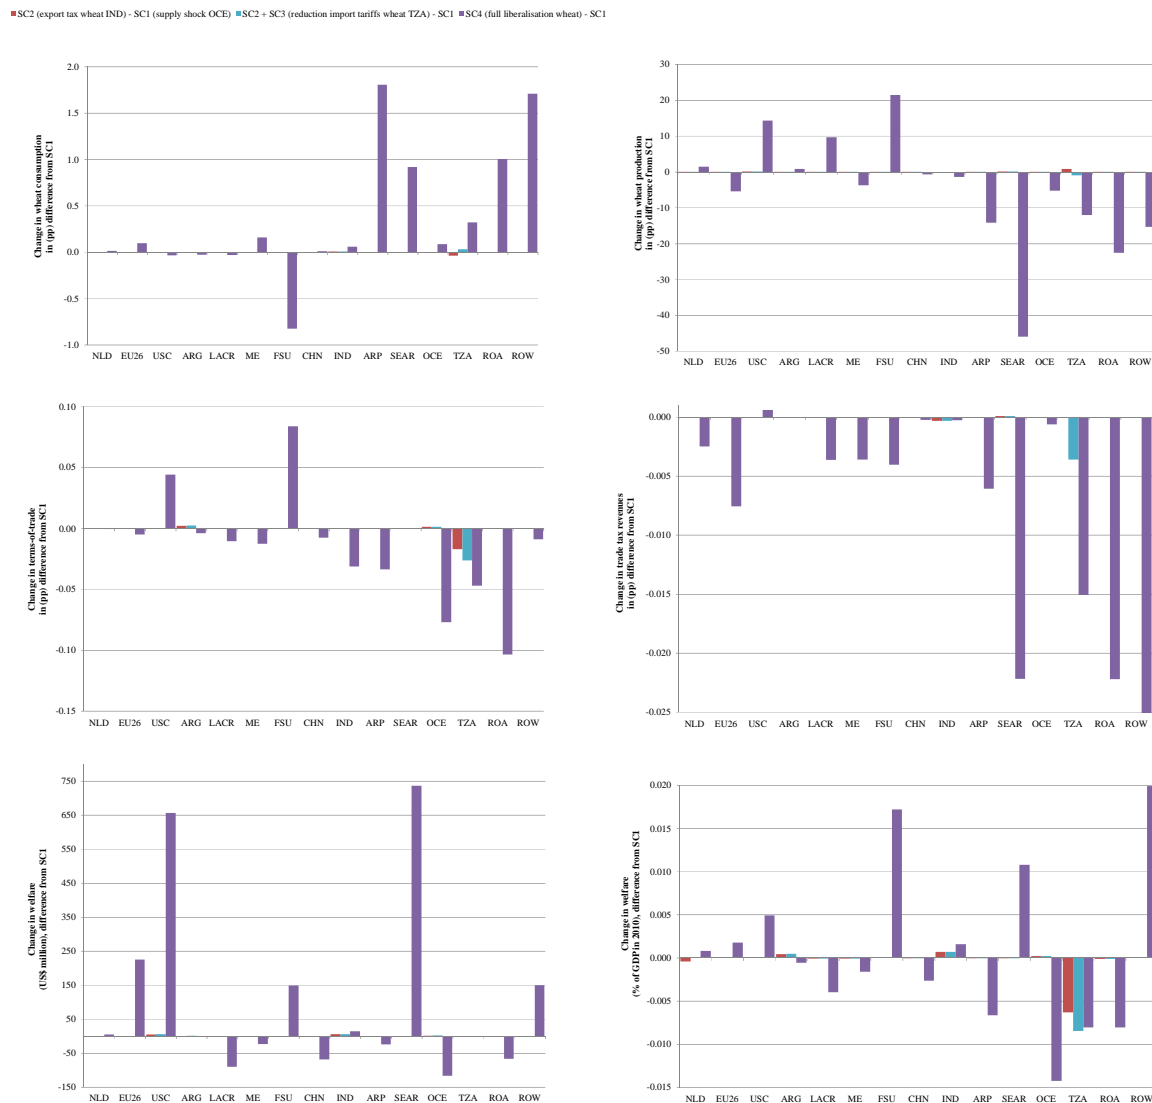 SC2 (export tax wheat IND) - SC1 (supply shock OCE) SC2 + SC3 (reduction import tariffs wheat TZA) - SC1 SC4 (full liberalisation wheat) - SC1
Change in wheat consumption
in (pp) difference from SC1
2.0
1.5
1.0
0.5
0.0
-0.5
-1.0
NLD EU26 USC ARG LACR ME FSU CHN IND ARP SEAR OCE TZA ROA ROW
Change in wheat production
in (pp) difference from SC1
30
20
10
0
-10
-20
-30
-40
-50
NLD EU26 USC ARG LACR ME FSU CHN IND ARP SEAR OCE TZA ROA ROW
Change in terms-of-trade
in (pp) difference from SC1
0.10
0.05
0.00
-0.05
-0.10
-0.15
NLD EU26 USC ARG LACR ME FSU CHN IND ARP SEAR OCE TZA ROA ROW
Change in trade tax revenues
in (pp) difference from SC1
0.000
-0.005
-0.010
-0.015
-0.020
-0.025
NLD EU26 USC ARG LACR ME FSU CHN IND ARP SEAR OCE TZA ROA ROW
Change in welfare
(US$ million), difference from SC1
750
650
550
450
350
250
150
50
-50
-150
NLD EU26 USC ARG LACR ME FSU CHN IND ARP SEAR OCE TZA ROA ROW
Change in welfare
(% of GDP in 2010), difference from SC1
0.020
0.015
0.010
0.005
0.000
-0.005
-0.010
-0.015
NLD EU26 USC ARG LACR ME FSU CHN IND ARP SEAR OCE TZA ROA ROW